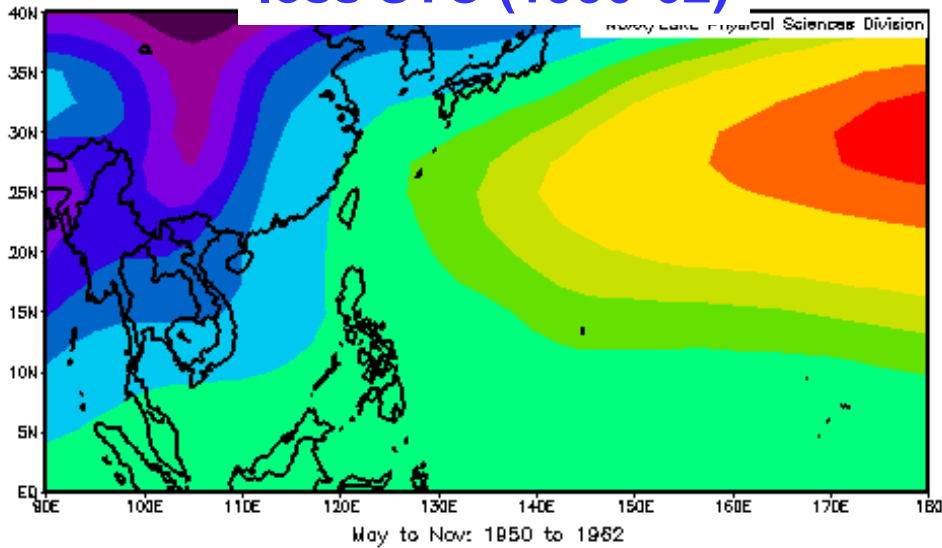 40N
Physical Sciences Division
35N
30N
25N
20N
15N
10N
5N
EQ
90E 100E 110E 120E 130E 140E 150E 160E 170E 180
May to Nov: 1950 to 1962